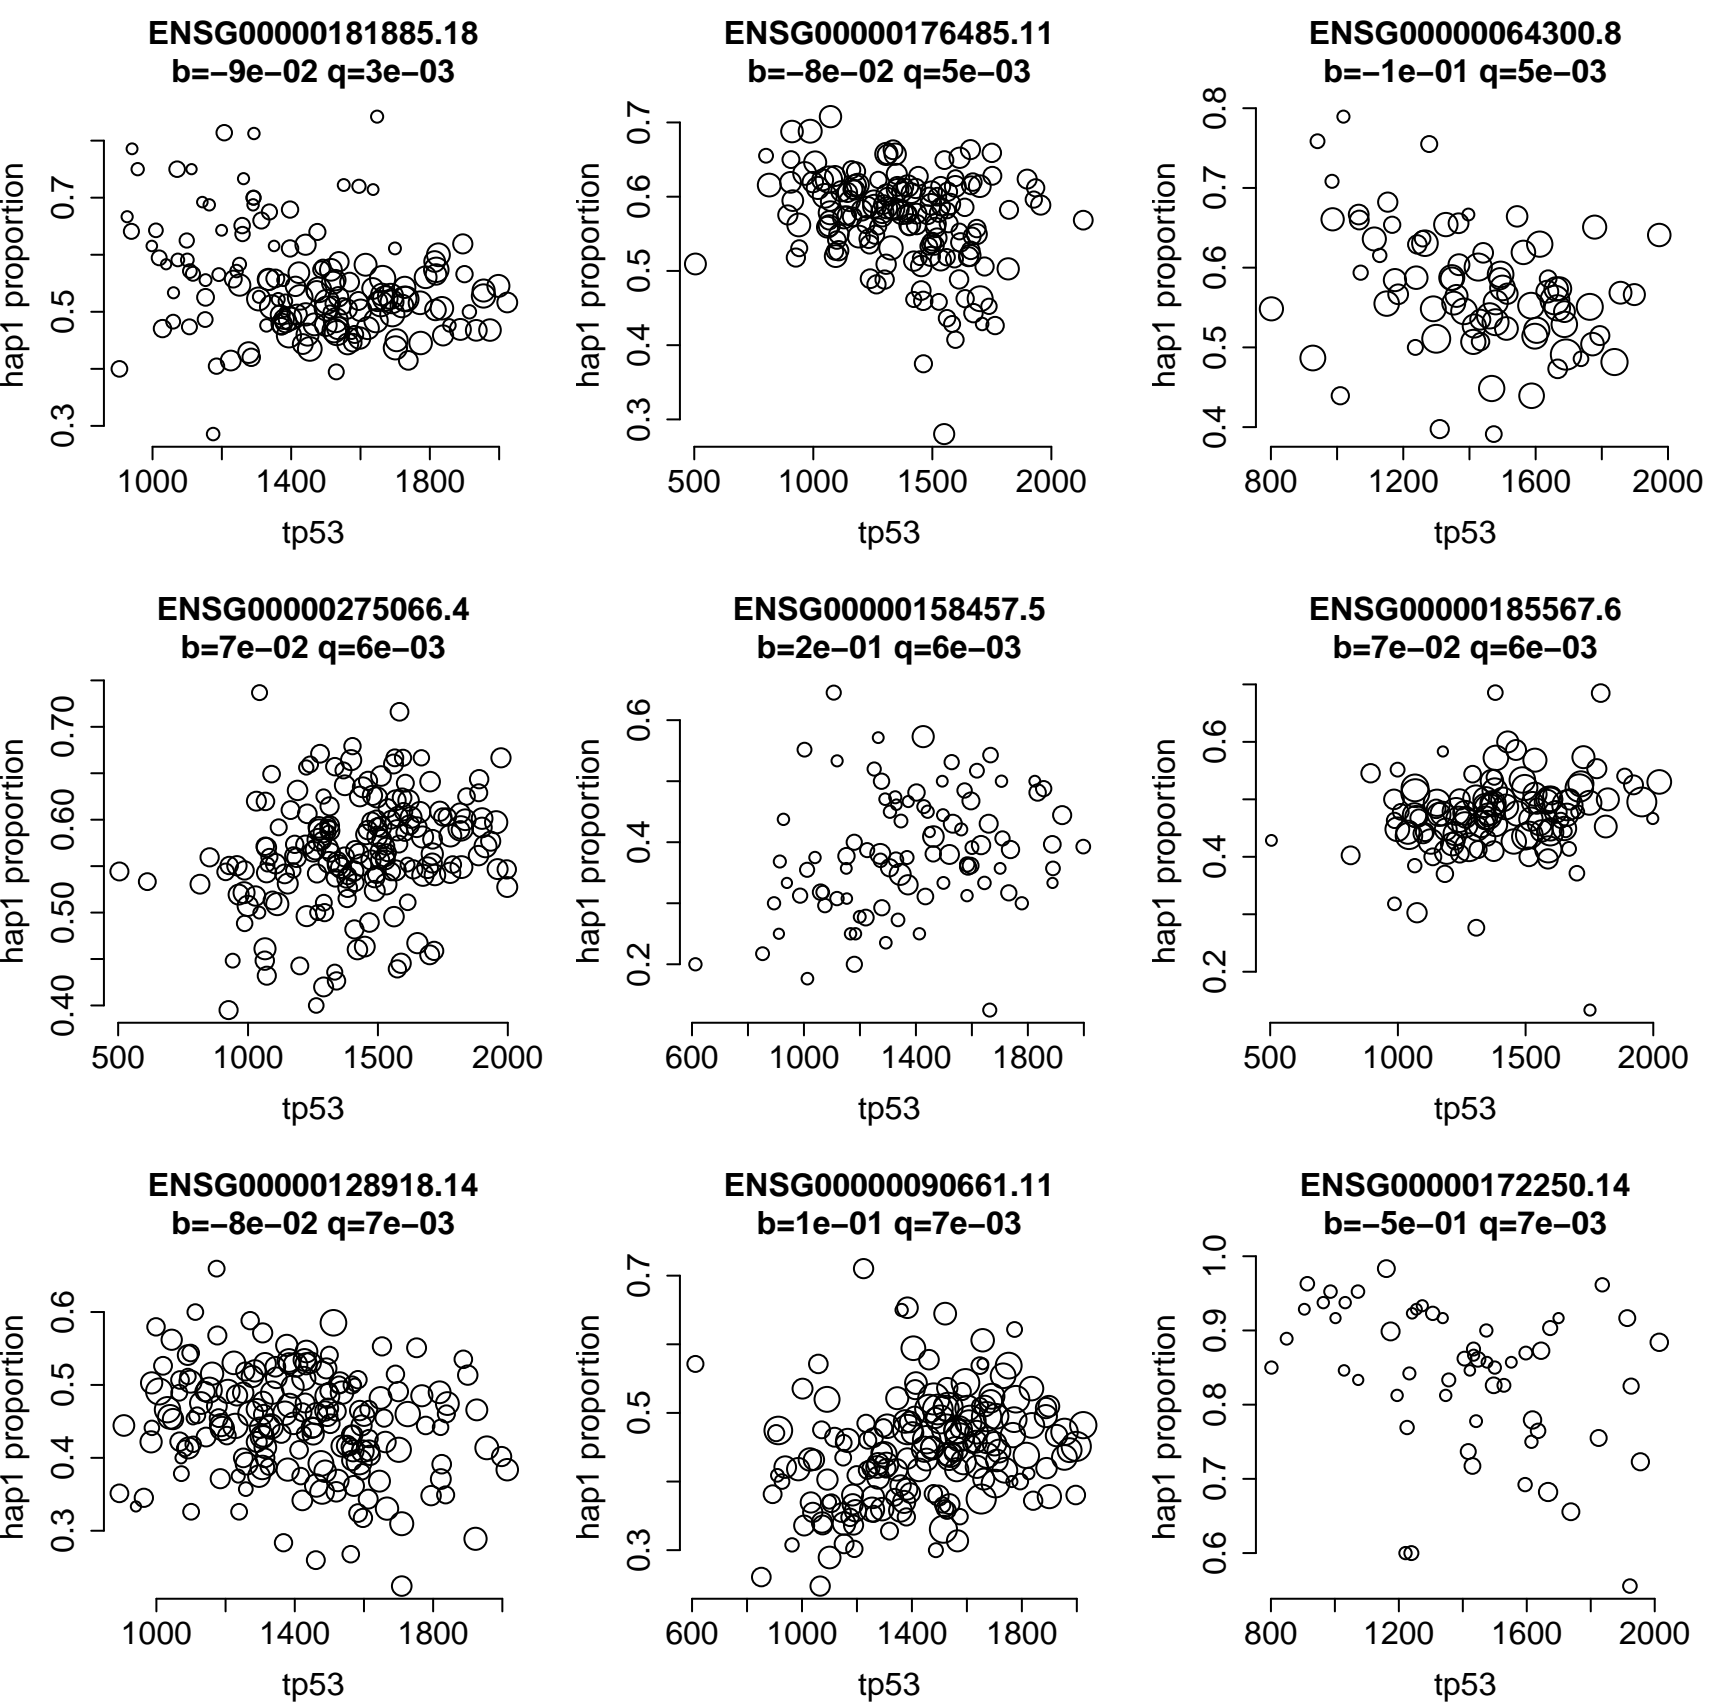 ENSG00000181885.18
b=−9e−02 q=3e−03
hap1 proportion
0.3 0.5 0.7
1000 1400 1800
tp53
ENSG00000176485.11
b=−8e−02 q=5e−03
hap1 proportion
0.3 0.4 0.5 0.6 0.7
500 1000 1500 2000
tp53
ENSG00000064300.8
b=−1e−01 q=5e−03
hap1 proportion
0.4 0.5 0.6 0.7 0.8
800 1200 1600 2000
tp53
ENSG00000275066.4
b=7e−02 q=6e−03
hap1 proportion
0.40 0.50 0.60 0.70
500 1000 1500 2000
tp53
ENSG00000158457.5
b=2e−01 q=6e−03
hap1 proportion
0.2 0.4 0.6
600 1000 1400 1800
tp53
ENSG00000185567.6
b=7e−02 q=6e−03
hap1 proportion
0.2 0.4 0.6
500 1000 1500 2000
tp53
ENSG00000128918.14
b=−8e−02 q=7e−03
hap1 proportion
0.3 0.4 0.5 0.6
1000 1400 1800
tp53
ENSG00000090661.11
b=1e−01 q=7e−03
hap1 proportion
0.3 0.5 0.7
600 1000 1400 1800
tp53
ENSG00000172250.14
b=−5e−01 q=7e−03
hap1 proportion
0.6 0.7 0.8 0.9 1.0
800 1200 1600 2000
tp53